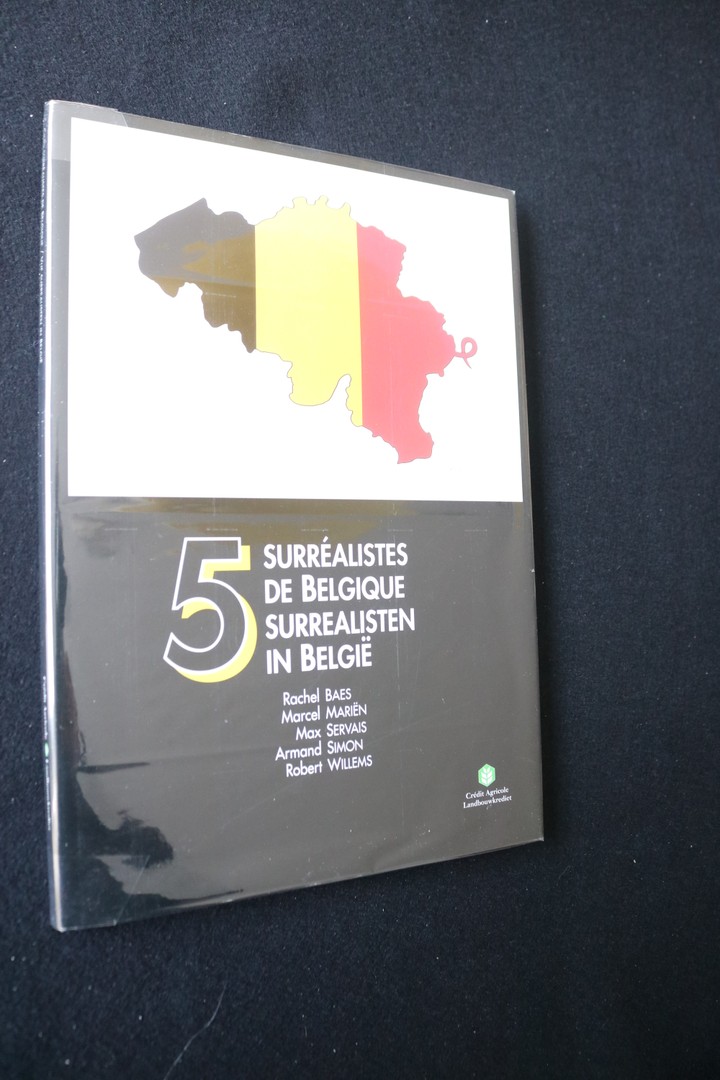 5
SURRÉALISTES
DE BELGIQUE
SURREALISTEN
IN BELGIË
Rachel BAES
Marcel MARIËN
Max SERVAIS
Armand SIMON
Robert WILLEMS
Crédit Agricole
Landbouwkrediet